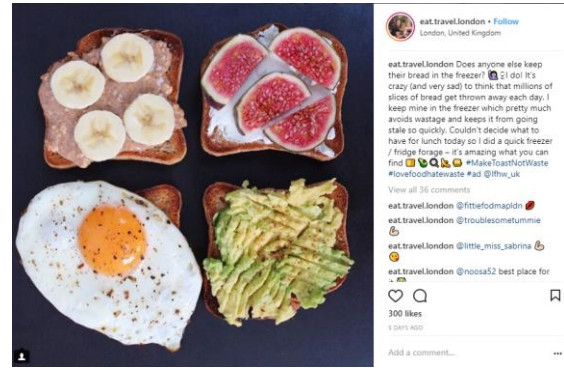 eat.travel.london • Follow
London, United Kingdom
eat.travel.london Does anyone else keep
their bread in the freezer? 🙋🏻‍♀️ I do! It's
crazy (and very sad) to think that millions of
slices of bread get thrown away each day. I
keep mine in the freezer which pretty much
avoids wastage and keeps it from going
stale so quickly. Couldn't decide what to
have for lunch today so I did a quick freezer
/ fridge forage – it's amazing what you can
find #MakeToastNotWaste
#lovefoodhatewaste #ad @lfhw_uk
View all 36 comments
eat.travel.london @fittiefodmapldn
eat.travel.london @troublesometummie
eat.travel.london @little_miss_sabrina
eat.travel.london @noosa52 best place for
300 likes
5 DAYS AGO
Add a comment...